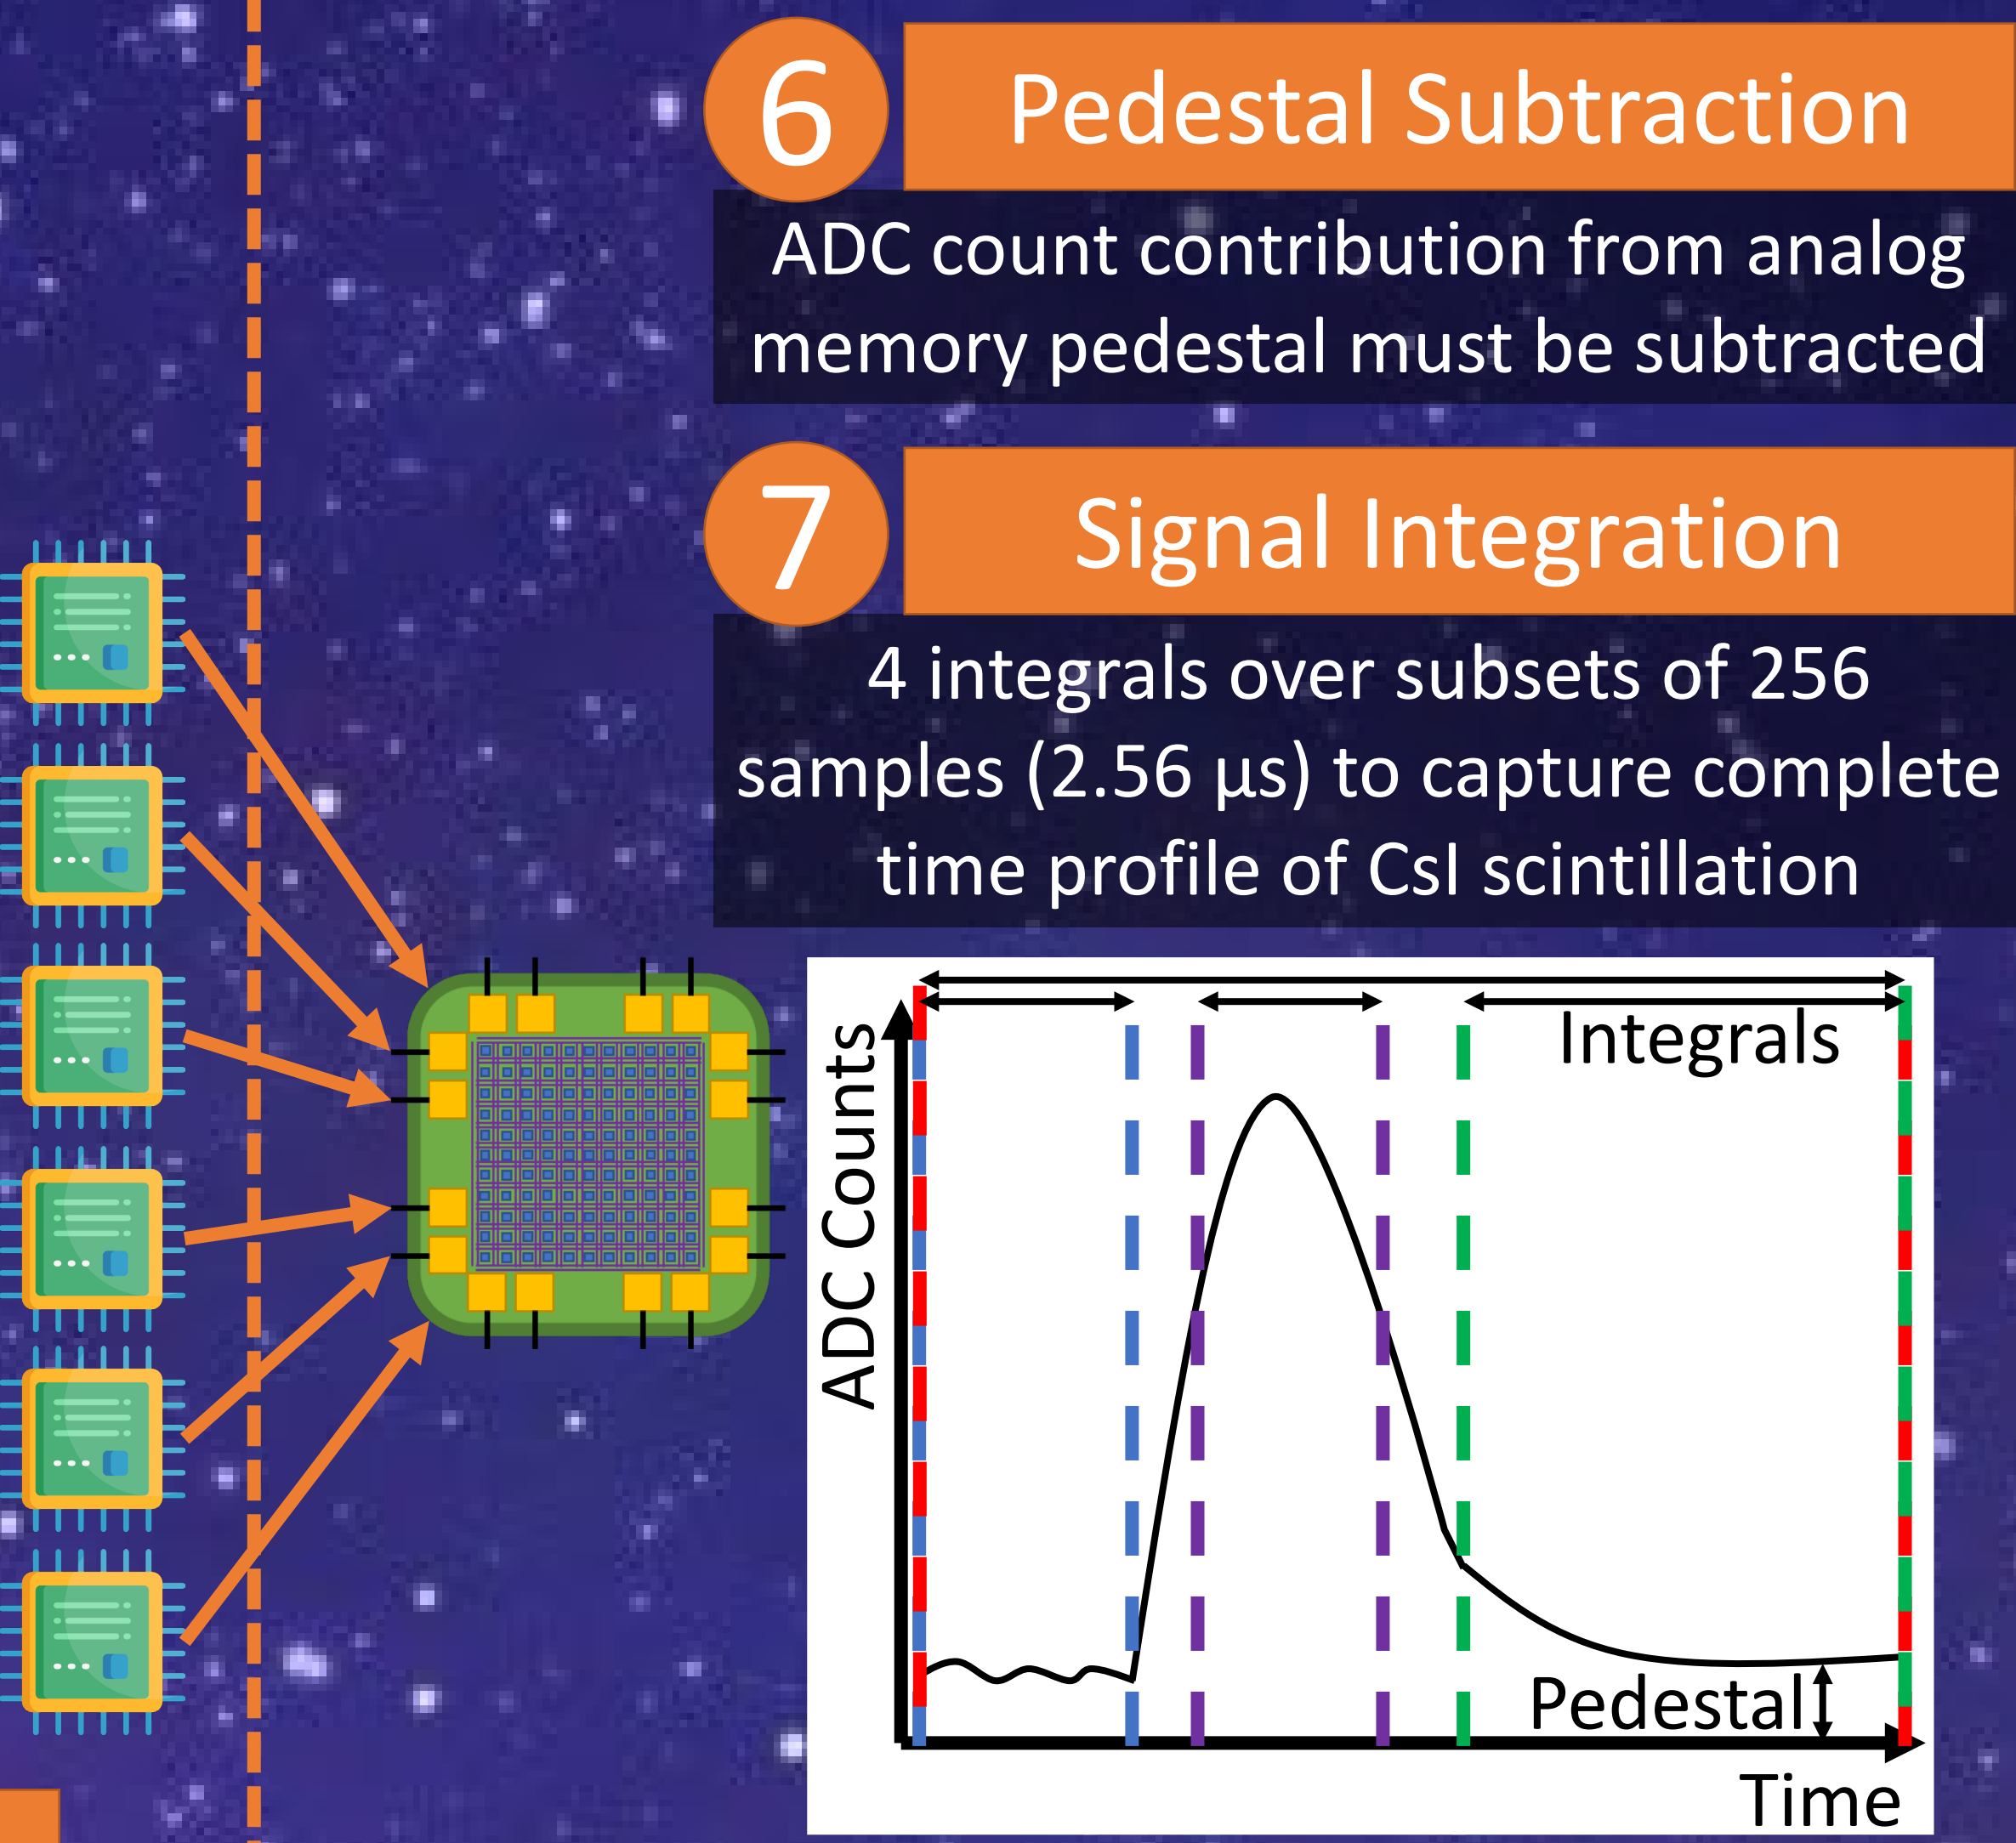 6
Pedestal Subtraction
ADC count contribution from analog
memory pedestal must be subtracted
7
Signal Integration
4 integrals over subsets of 256
samples (2.56 µs) to capture complete
time profile of CsI scintillation
Integrals
ADC Counts
Pedestal
Time